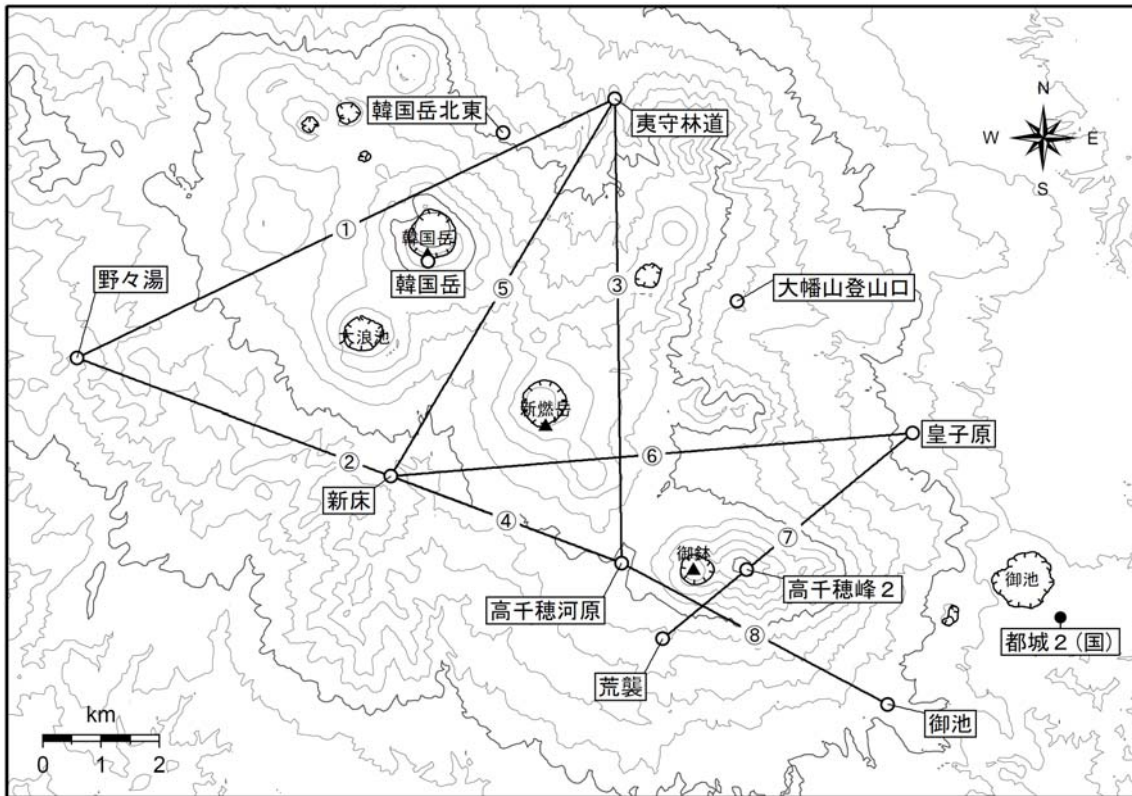 韓国岳北東
夷守林道
N
W
E
S
①
韓国岳
韓国岳
野々湯
⑤
③
大幡山登山口
大浪池
新燃岳
皇子原
②
新床
⑥
④
⑦
御鉢
高千穂峰２
御池
高千穂河原
都城２(国)
⑧
荒襲
御池
km
0
1
2